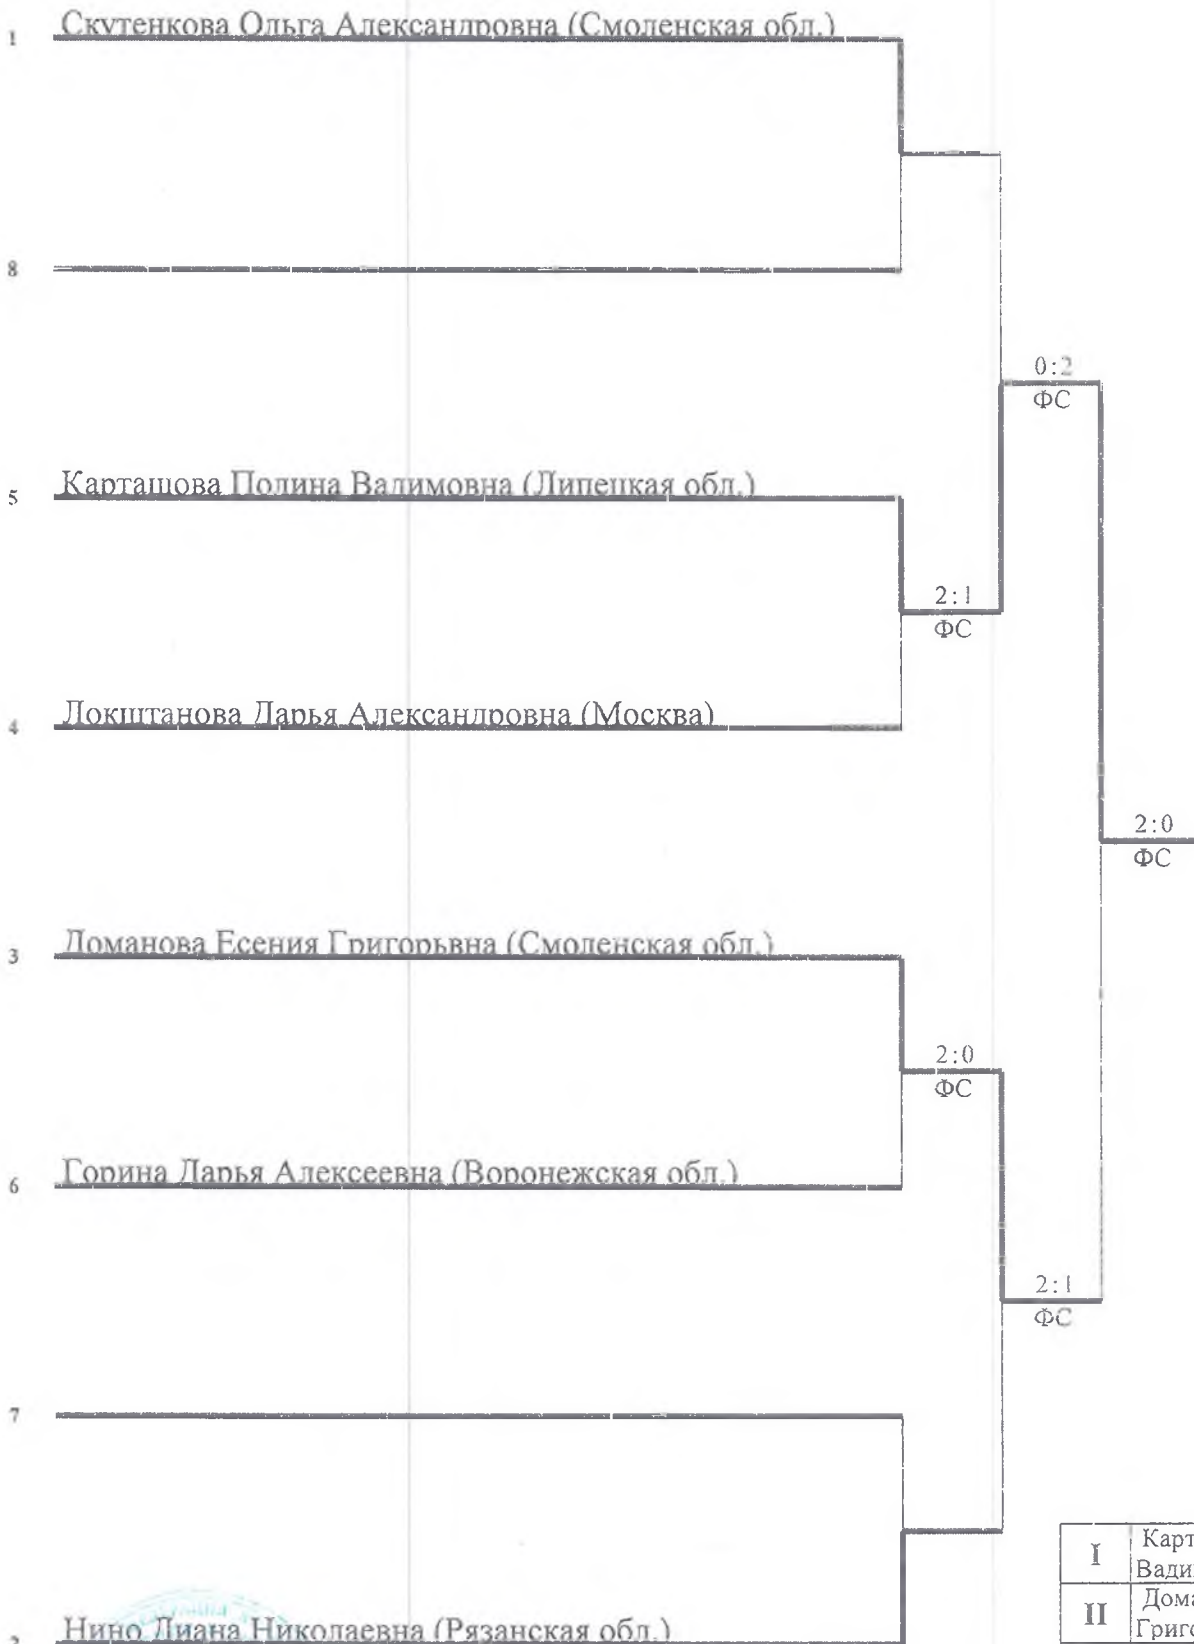 1 Скутенкова Ольга Александровна (Смоленская обл.)
8
0:2
ФС
5 Карташова Полина Вадимовна (Липецкая обл.)
2:1
ФС
4 Локштанова Дарья Александровна (Москва)
2:0
ФС
3 Доманова Есения Григорьвна (Смоленская обл.)
2:0
ФС
6 Горина Дарья Алексеевна (Воронежская обл.)
2:1
ФС
7
I Карт
Вади
II Дома
Григо
2 Нино Диана Николаевна (Рязанская обл.)